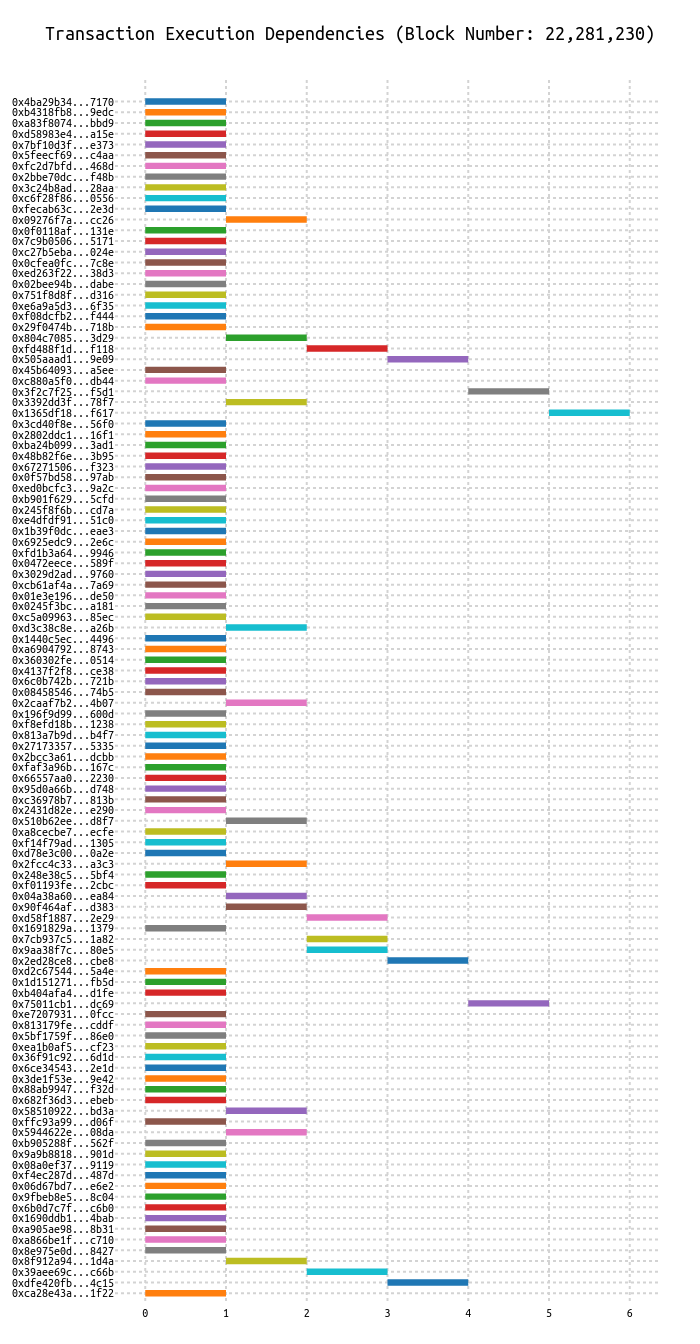 Transaction Execution Dependencies (Block Number: 22,281,230)
0x4ba29b34...7170
0xb4318fb8...9edc
0xa83f8074...bbd9
0xd58983e4...a15e
0x7bf10d3f...e373
0x5feecf69...c4aa
0xfc2d7bfd...468d
0x2bbe70dc...f48b
0x3c24b8ad...28aa
0xc6f28f86...0556
0xfecab63c...2e3d
0x09276f7a...cc26
0x0f0118af...131e
0x7c9b0506...5171
0xc27b5eba...024e
0x0cfea0fc...7c8e
0xed263f22...38d3
0x02bee94b...dabe
0x751f8d8f...d316
0xe6a9a5d3...6f35
0xf08dcfb2...f444
0x29f0474b...718b
0x804c7085...3d29
0xfd488f1d...f118
0x505aaad1...9e09
0x45b64093...a5ee
0xc880a5f0...db44
0x3f2c7f25...f5d1
0x3392dd3f...78f7
0x1365df18...f617
0x3cd40f8e...56f0
0x2802ddc1...16f1
0xba24b099...3ad1
0x48b82f6e...3b95
0x67271506...f323
0x0f57bd58...97ab
0xed0bcfc3...9a2c
0xb901f629...5cfd
0x245f8f6b...cd7a
0xe4dfdf91...51c0
0x1b39f0dc...eae3
0x6925edc9...2e6c
0xfd1b3a64...9946
0x0472eece...589f
0x3029d2ad...9760
0xcb61af4a...7a69
0x01e3e196...de50
0x0245f3bc...a181
0xc5a09963...85ec
0xd3c38c8e...a26b
0x1440c5ec...4496
0xa6904792...8743
0x360302fe...0514
0x4137f2f8...ce38
0x6c0b742b...721b
0x08458546...74b5
0x2caaf7b2...4b07
0x196f9d99...600d
0xf8efd18b...1238
0x813a7b9d...b4f7
0x27173357...5335
0x2bcc3a61...dcbb
0xfaf3a96b...167c
0x66557aa0...2230
0x95d0a66b...d748
0xc36978b7...813b
0x2431d82e...e290
0x510b62ee...d8f7
0xa8cecbe7...ecfe
0xf14f79ad...1305
0xd78e3c00...0a2e
0x2fcc4c33...a3c3
0x248e38c5...5bf4
0xf01193fe...2cbc
0x04a38a60...ea84
0x90f464af...d383
0xd58f1887...2e29
0x1691829a...1379
0x7cb937c5...1a82
0x9aa38f7c...80e5
0x2ed28ce8...cbe8
0xd2c67544...5a4e
0x1d151271...fb5d
0xb404afa4...d1fe
0x75011cb1...dc69
0xe7207931...0fcc
0x813179fe...cddf
0x5bf1759f...86e0
0xea1b0af5...cf23
0x36f91c92...6d1d
0x6ce34543...2e1d
0x3de1f53e...9e42
0x88ab9947...f32d
0x682f36d3...ebeb
0x58510922...bd3a
0xffc93a99...d06f
0x5944622e...08da
0xb905288f...562f
0x9a9b8818...901d
0x08a0ef37...9119
0xf4ec287d...487d
0x06d67bd7...e6e2
0x9fbeb8e5...8c04
0x6b0d7c7f...c6b0
0x1690ddb1...4bab
0xa905ae98...8b31
0xa866be1f...c710
0x8e975e0d...8427
0x8f912a94...1d4a
0x39aee69c...c66b
0xdfe420fb...4c15
0xca28e43a...1f22
0 1 2 3 4 5 6